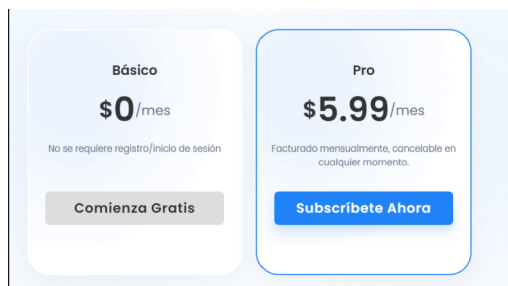 Básico
$0/mes
No se requiere registro/inicio de sesión
Comienza Gratis
Pro
$5.99/mes
Facturado mensualmente, cancelable en
cualquier momento.
Subscríbete Ahora